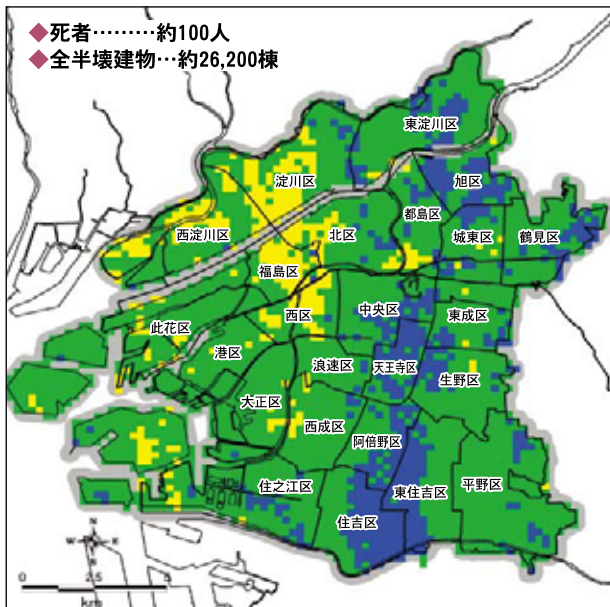 ◆死者………約100人
◆全半壊建物…約26,200棟
東淀川区
淀川区
旭区
都島区
西淀川区
北区
城東区
鶴見区
福島区
中央区
東成区
西区
此花区
港区
浪速区
天王寺区
生野区
大正区
西成区
阿倍野区
住之江区
東住吉区
平野区
住吉区
N
W
E
S
0 2.5 5
km